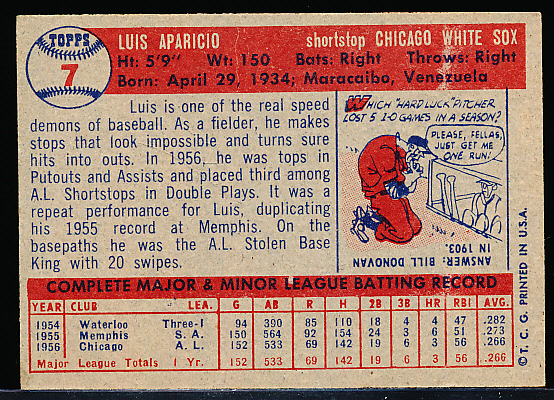 TOPPS
7
LUIS APARICIO shortstop CHICAGO WHITE SOX
Ht: 5'9" Wt: 150 Bats: Right Throws: Right
Born: April 29, 1934; Maracaibo, Venezuela
Luis is one of the real speed
demons of baseball. As a fielder, he makes
stops that look impossible and turns sure
hits into outs. In 1956, he was tops in
Putouts and Assists and placed third among
A.L. Shortstops in Double Plays. It was a
repeat performance for Luis, duplicating
his 1955 record at Memphis. On the
basepaths he was the A.L. Stolen Base
King with 20 swipes.
WHICH "HARD LUCK" PITCHER
LOST 5 1-0 GAMES IN A SEASON?
PLEASE, FELLAS,
JUST GET ME
ONE RUN!
ANSWER: BILL DONOVAN
IN 1903.
COMPLETE MAJOR & MINOR LEAGUE BATTING RECORD
YEAR CLUB LEA. G AB R H 2B 3B HR RBI AVG.
1954 Waterloo Three-I 94 390 85 110 18 4 4 47 .282
1955 Memphis S. A. 150 564 92 154 24 3 6 51 .273
1956 Chicago A. L. 152 533 69 142 19 6 3 56 .266
Major League Totals 1 Yr. 152 533 69 142 19 6 3 56 .266
© T. C. G. PRINTED IN U.S.A.